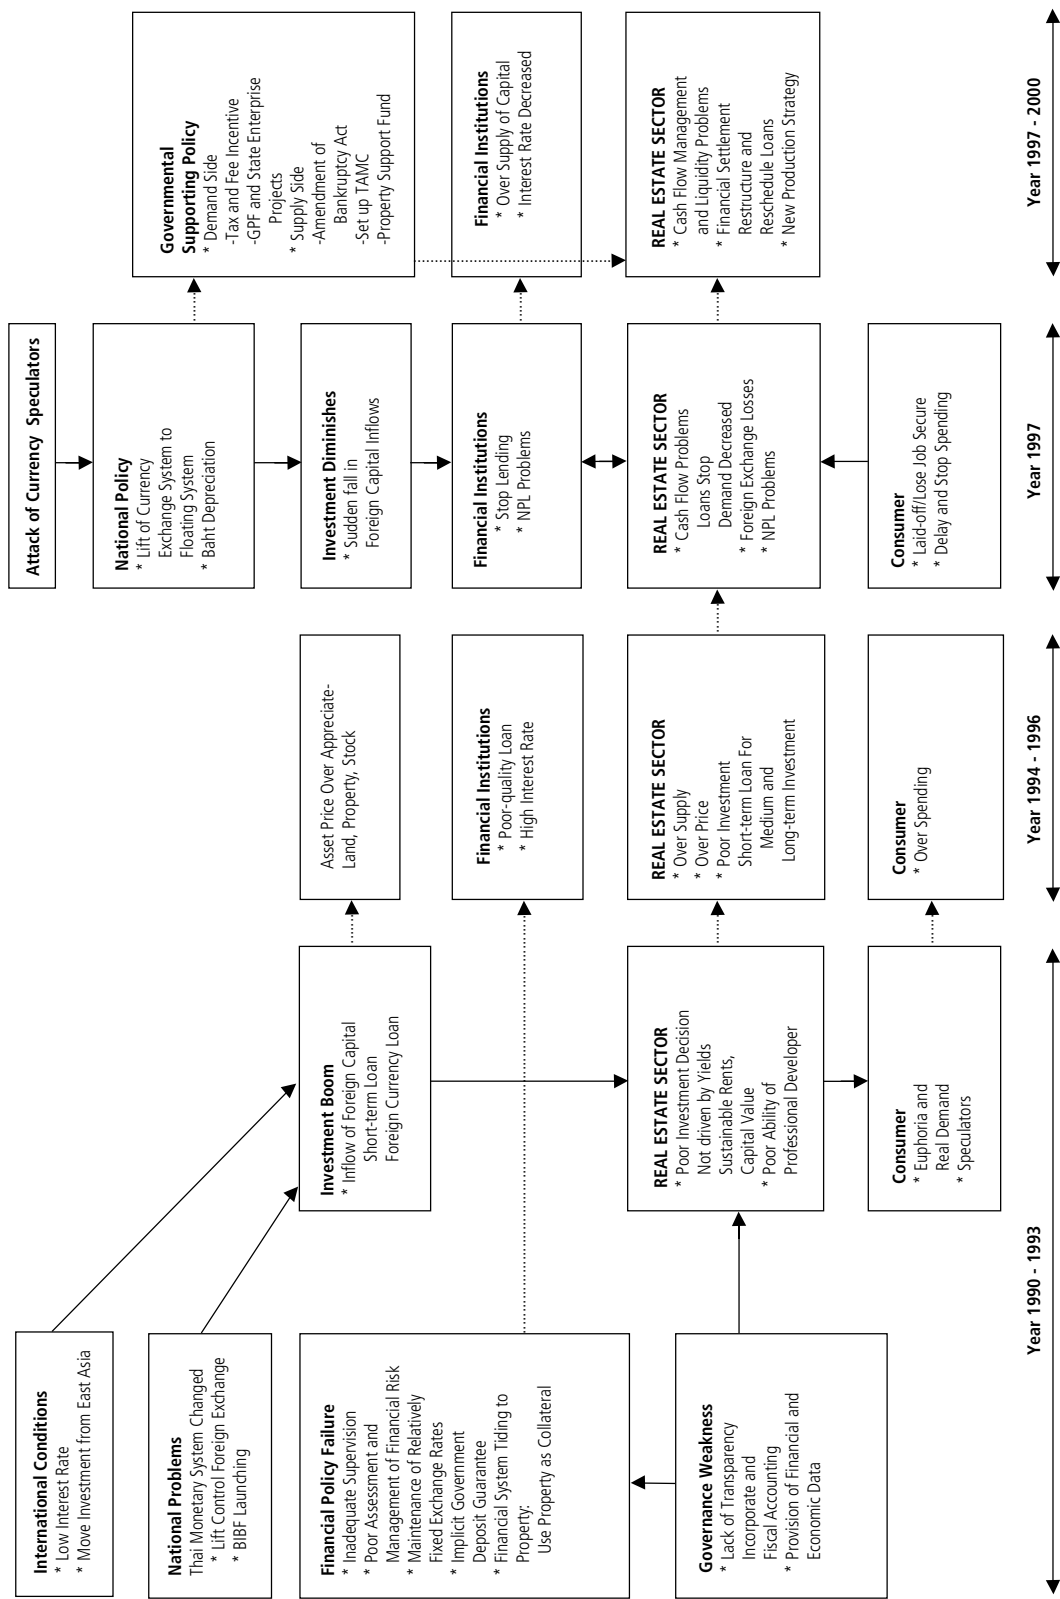 International Conditions
* Low Interest Rate
* Move Investment from East Asia
National Problems
Thai Monetary System Changed
* Lift Control Foreign Exchange
* BIBF Launching
Financial Policy Failure
* Inadequate Supervision
* Poor Assessment and
Management of Financial Risk
* Maintenance of Relatively
Fixed Exchange Rates
* Implicit Government
Deposit Guarantee
* Financial System Tiding to
Property:
Use Property as Collateral
Governance Weakness
* Lack of Transparency
Incorporate and
Fiscal Accounting
* Provision of Financial and
Economic Data
Investment Boom
* Inflow of Foreign Capital
Short-term Loan
Foreign Currency Loan
REAL ESTATE SECTOR
* Poor Investment Decision
Not driven by Yields
Sustainable Rents,
Capital Value
* Poor Ability of
Professional Developer
Consumer
* Euphoria and
Real Demand
* Speculators
Year 1990 - 1993
Asset Price Over Appreciate-
Land, Property, Stock
Financial Institutions
* Poor-quality Loan
* High Interest Rate
REAL ESTATE SECTOR
* Over Supply
* Over Price
* Poor Investment
Short-term Loan For
Medium and
Long-term Investment
Consumer
* Over Spending
Year 1994 - 1996
Attack of Currency Speculators
National Policy
* Lift of Currency
Exchange System to
Floating System
* Baht Depreciation
Investment Diminishes
* Sudden fall in
Foreign Capital Inflows
Financial Institutions
* Stop Lending
* NPL Problems
REAL ESTATE SECTOR
* Cash Flow Problems
Loans Stop
Demand Decreased
* Foreign Exchange Losses
* NPL Problems
Consumer
* Laid-off/Lose Job Secure
* Delay and Stop Spending
Year 1997
Governmental
Supporting Policy
* Demand Side
-Tax and Fee Incentive
-GPF and State Enterprise
Projects
* Supply Side
-Amendment of
Bankruptcy Act
-Set up TAMC
-Property Support Fund
Financial Institutions
* Over Supply of Capital
* Interest Rate Decreased
REAL ESTATE SECTOR
* Cash Flow Management
and Liquidity Problems
* Financial Settlement
Restructure and
Reschedule Loans
* New Production Strategy
Year 1997 - 2000